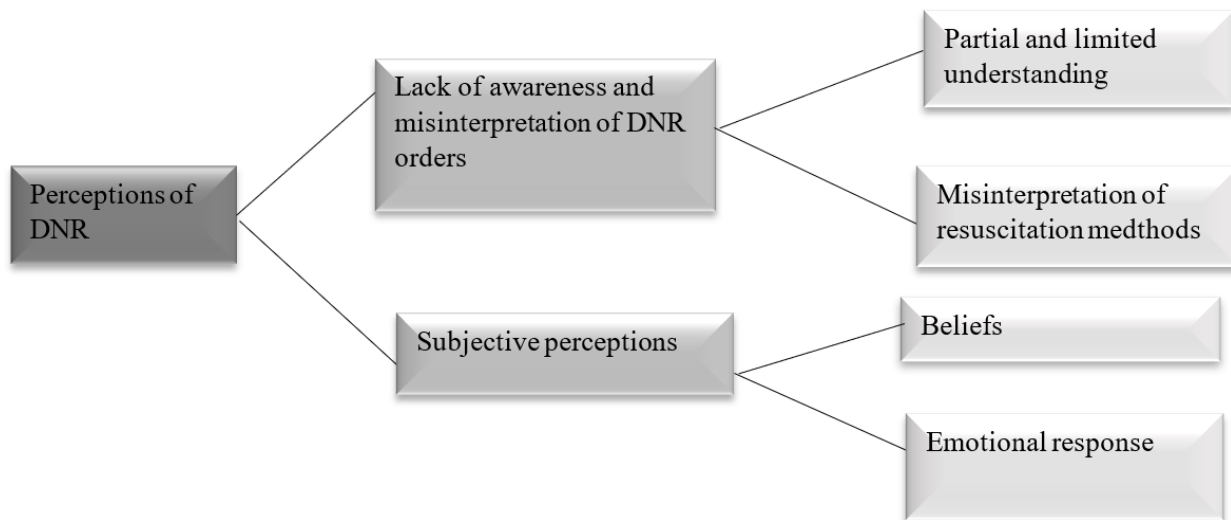 Perceptions of
DNR
Lack of awareness and
misinterpretation of DNR
orders
Partial and limited
understanding
Misinterpretation of
resuscitation medthods
Subjective perceptions
Beliefs
Emotional response